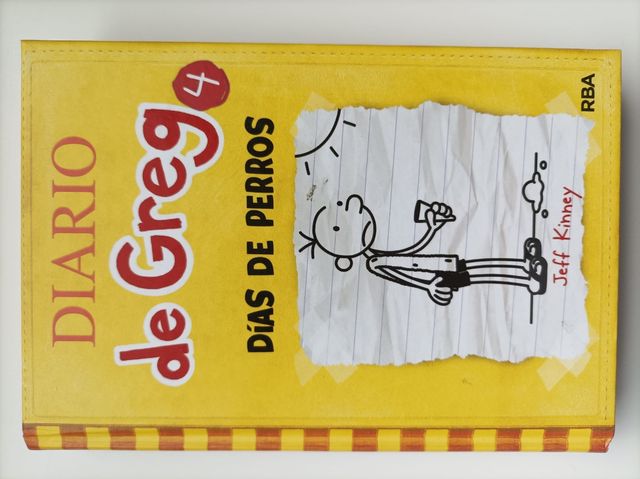 DIARIO
de Greg 4
DÍAS DE PERROS
Jeff Kinney
RBA